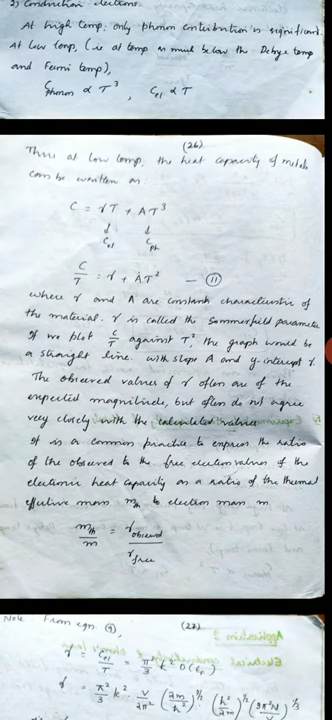 2) Conduction electrons.
At high temp, only phonon contribution is significant.
At low temp, (ie at temp. as much below the Debye temp
and Fermi temp),
C_phonon ∝ T³ , C_el ∝ T
(26)
Thus at low temp, the heat capacity of metals
can be written as
C = γT + AT³
↓ ↓
C_el C_ph
C/T = γ + AT² — (11)
where γ and A are constants characteristic of
the material. γ is called the Sommerfield parameter
If we plot C/T against T², the graph would be
a straight line. with slope A and y-intercept γ.
The observed values of γ often are of the
expected magnitude, but often do not agree
very closely with the calculated values
It is a common practice to express the ratio
of the observed to the free electron values of the
electronic heat capacity as a ratio of the thermal
effective mass m_th to electron mass m.
m_th/m = γ_observed/γ_free
(27)
Note From eqn. (9),
γ = C_el/T = π²/3 k² D(ε_F)
γ = π²/3 k² · V/2π² (2m/ħ²)^3/2 · (ħ²/2m)^1/2 (3π²N/V)^1/3